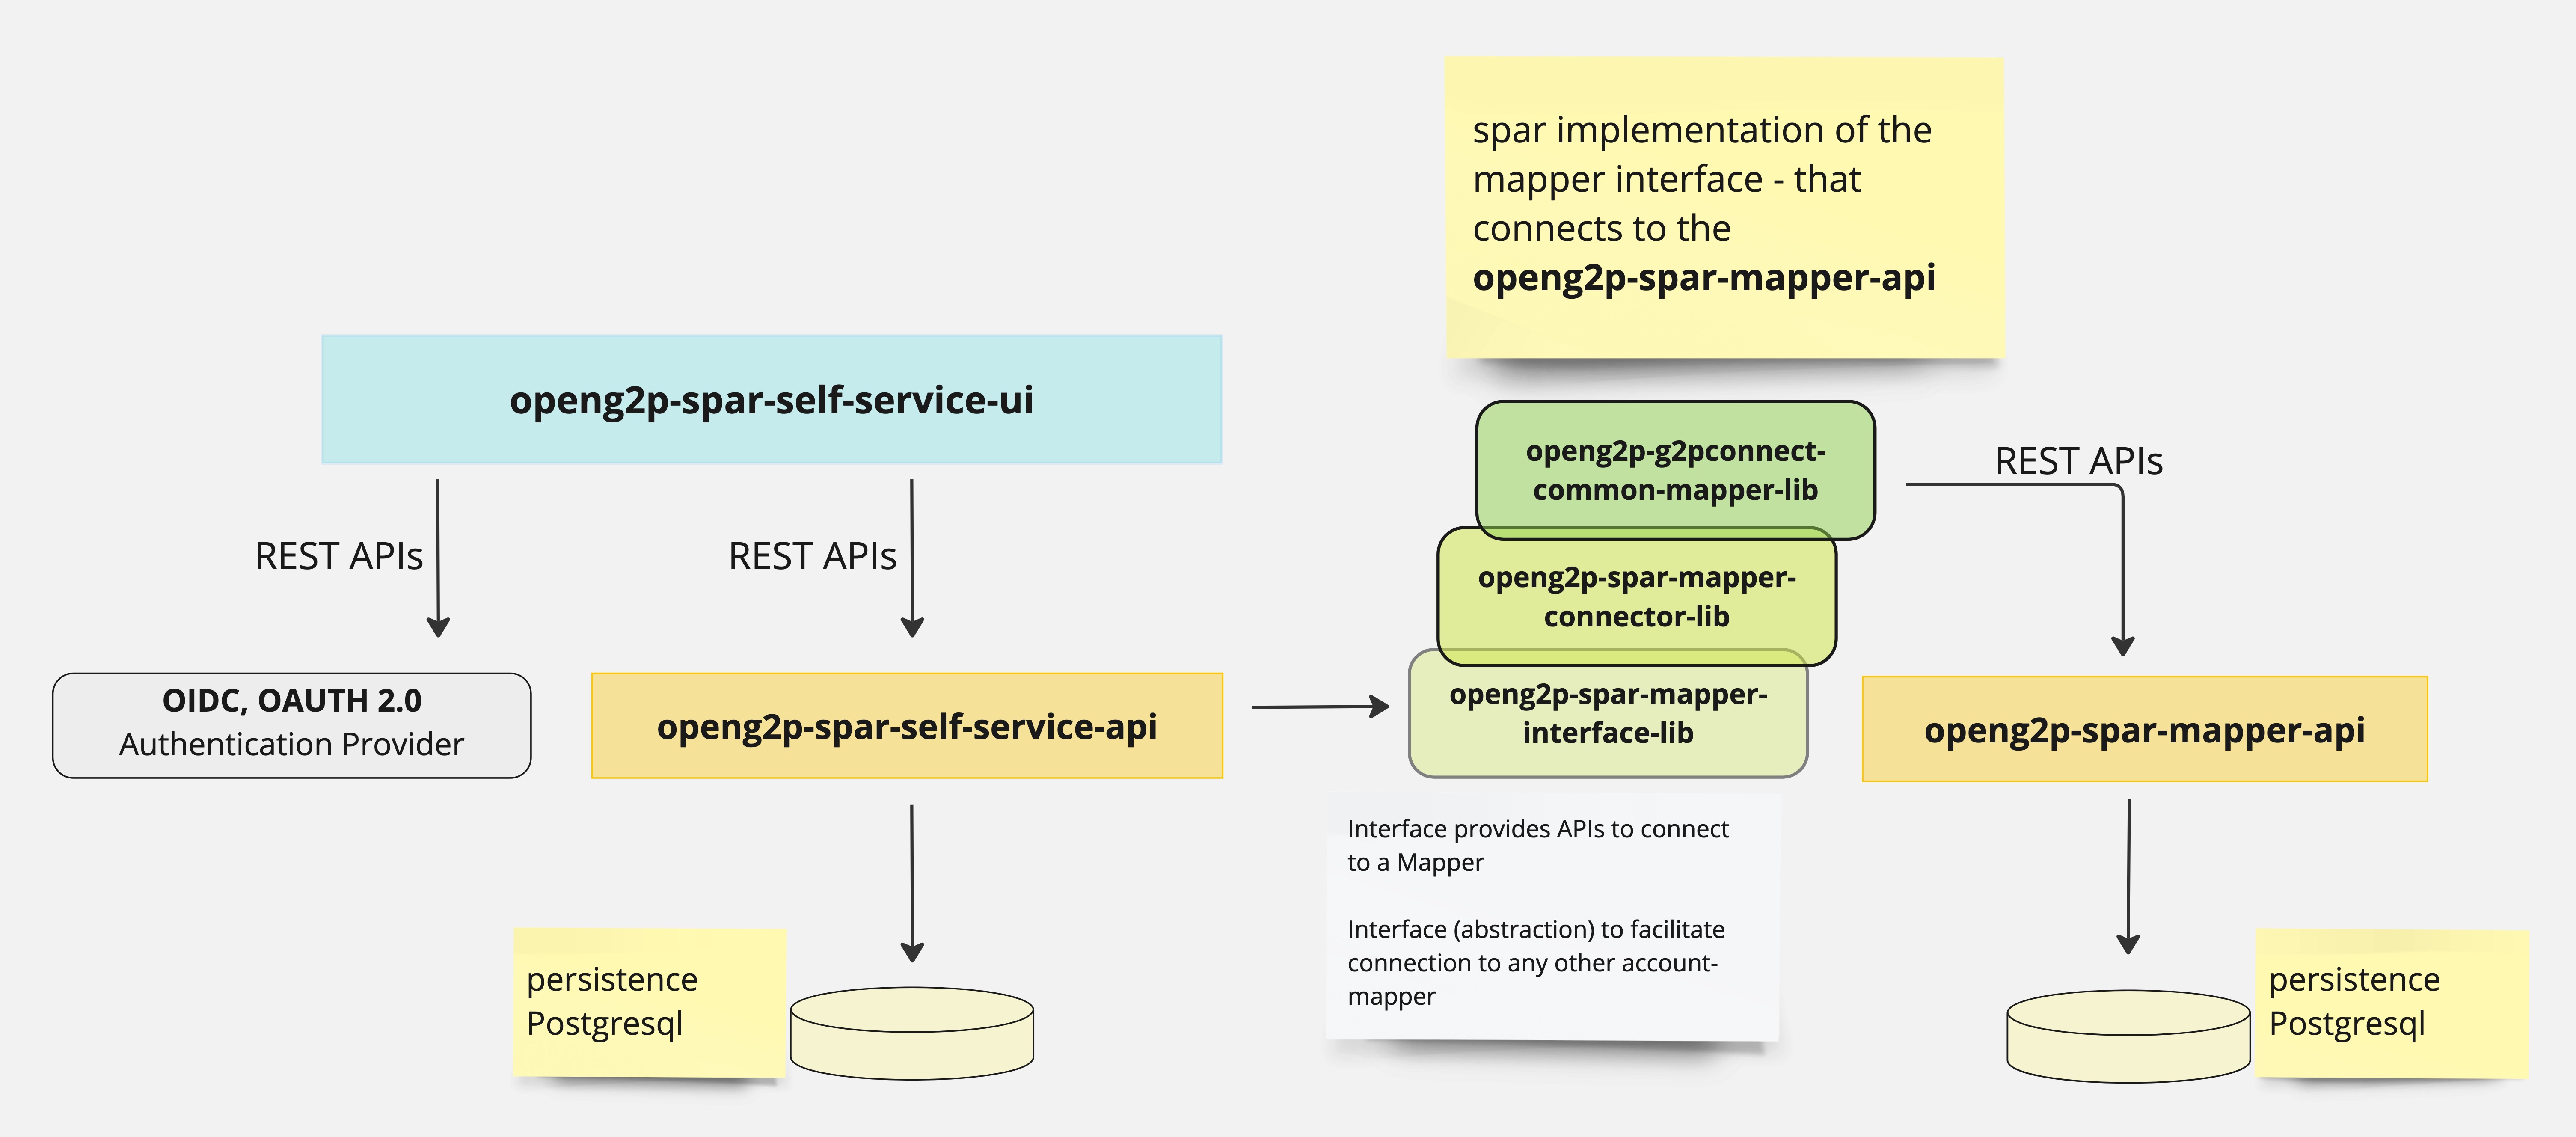 spar implementation of the
mapper interface - that
connects to the
openg2p-spar-mapper-api
openg2p-spar-self-service-ui
openg2p-g2pconnect-
common-mapper-lib
REST APIs
REST APIs
REST APIs
openg2p-spar-mapper-
connector-lib
OIDC, OAUTH 2.0
Authentication Provider
openg2p-spar-self-service-api
openg2p-spar-mapper-
interface-lib
openg2p-spar-mapper-api
Interface provides APIs to connect
to a Mapper
Interface (abstraction) to facilitate
connection to any other account-
mapper
persistence
Postgresql
persistence
Postgresql